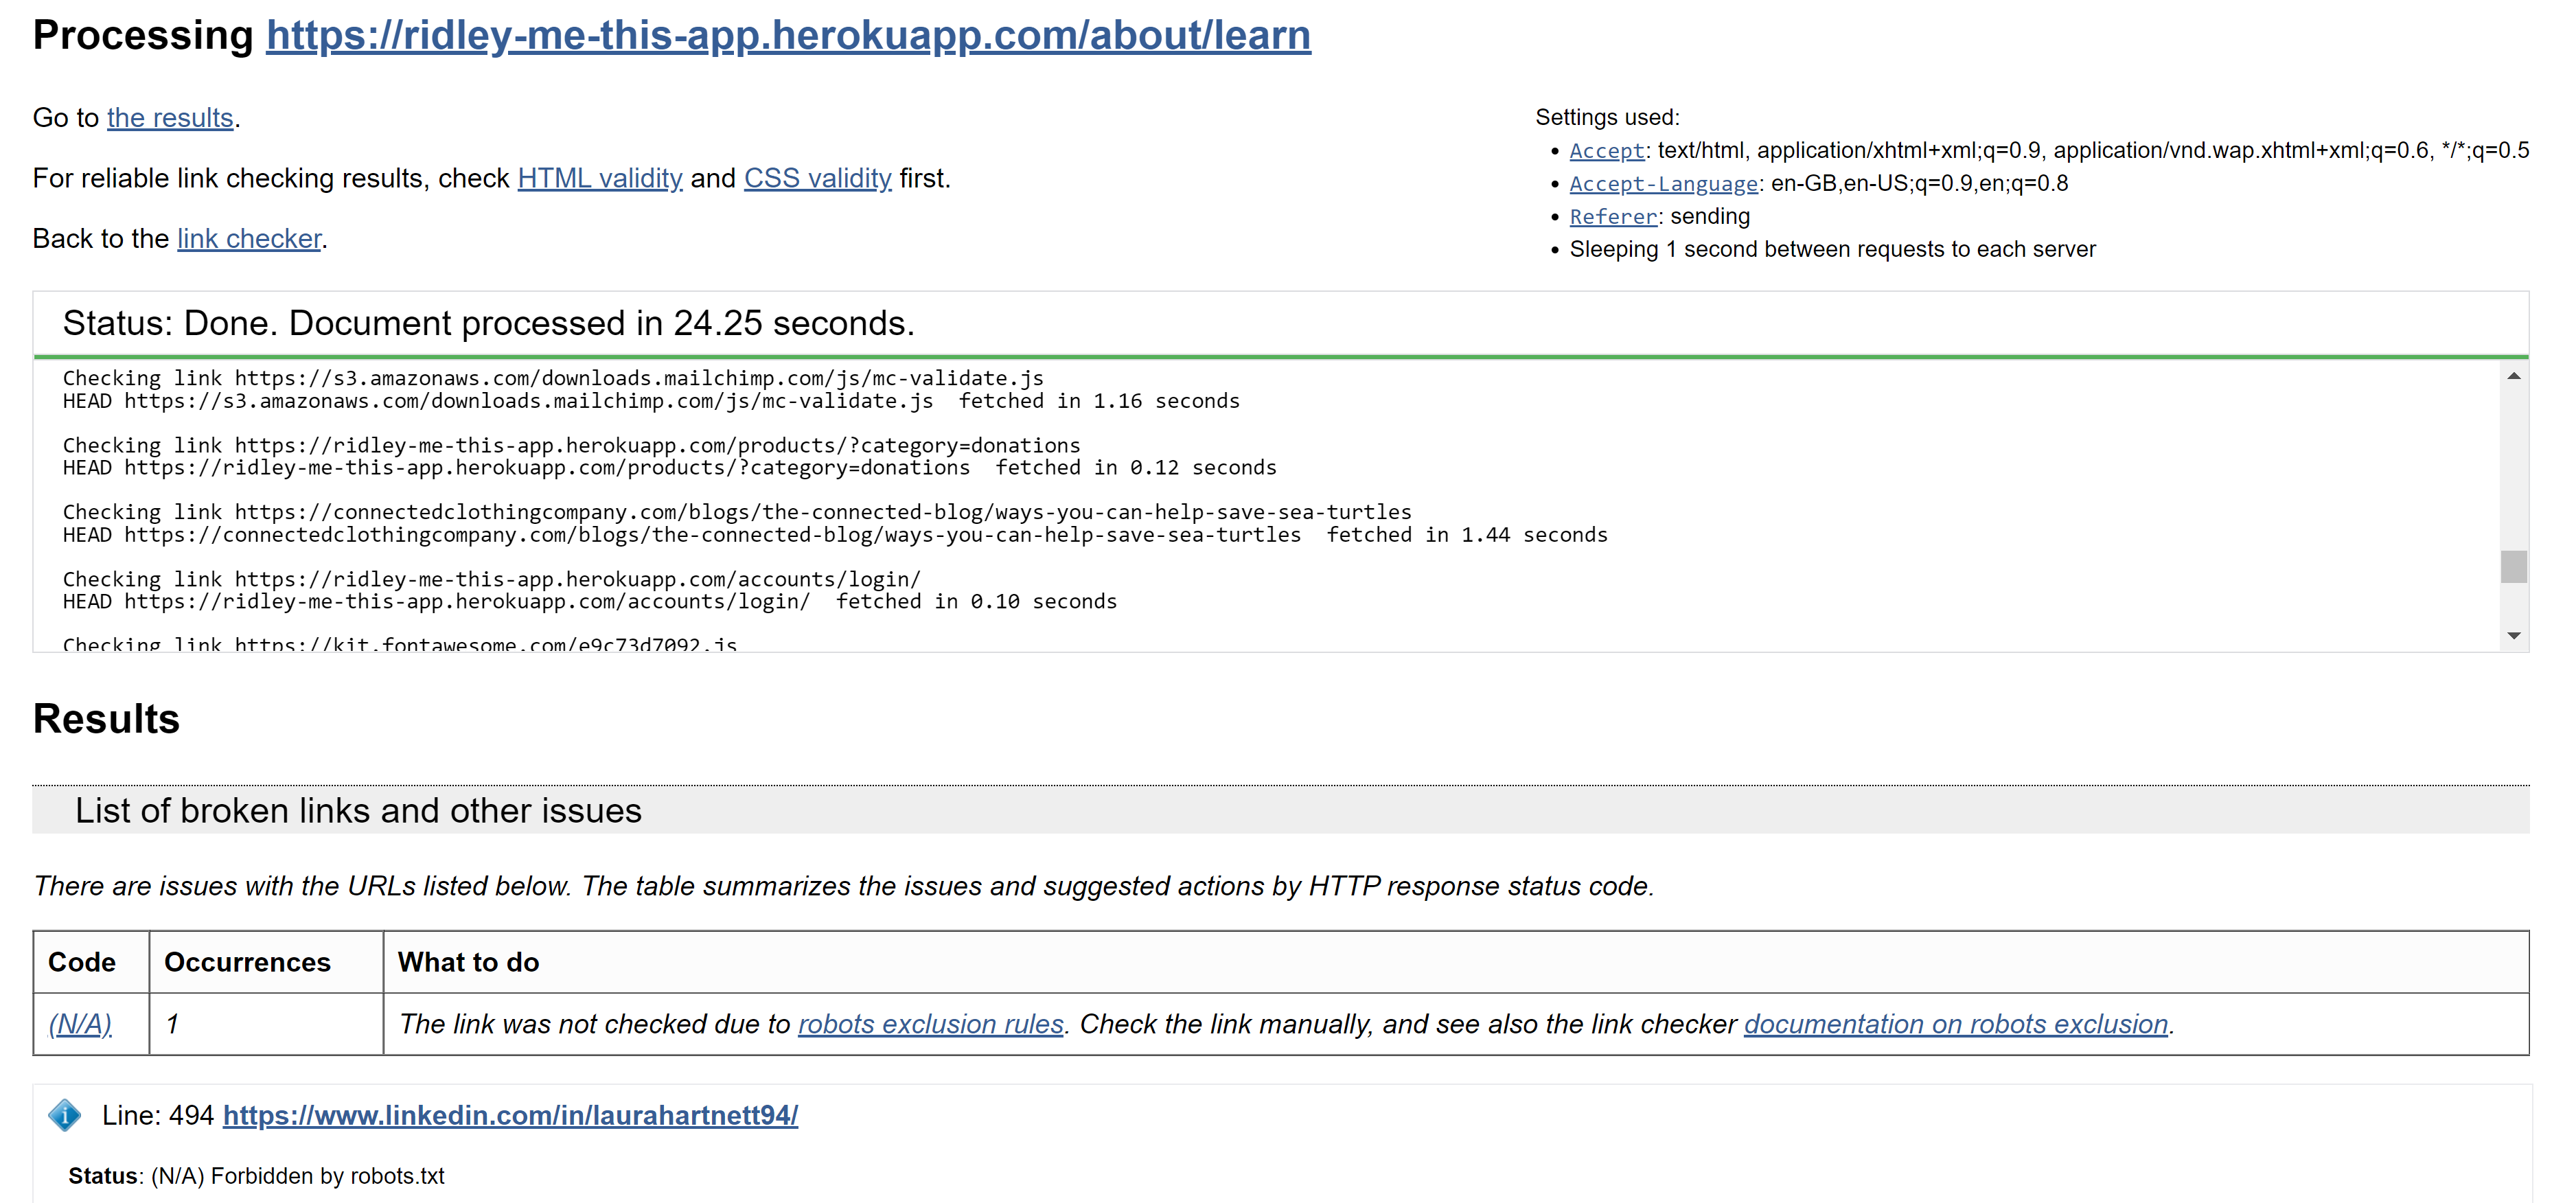 Processing https://ridley-me-this-app.herokuapp.com/about/learn
Go to the results.
For reliable link checking results, check HTML validity and CSS validity first.
Back to the link checker.
Settings used:
Accept: text/html, application/xhtml+xml;q=0.9, application/vnd.wap.xhtml+xml;q=0.6, */*;q=0.5
Accept-Language: en-GB,en-US;q=0.9,en;q=0.8
Referer: sending
Sleeping 1 second between requests to each server
Status: Done. Document processed in 24.25 seconds.
Checking link https://s3.amazonaws.com/downloads.mailchimp.com/js/mc-validate.js
HEAD https://s3.amazonaws.com/downloads.mailchimp.com/js/mc-validate.js  fetched in 1.16 seconds
Checking link https://ridley-me-this-app.herokuapp.com/products/?category=donations
HEAD https://ridley-me-this-app.herokuapp.com/products/?category=donations  fetched in 0.12 seconds
Checking link https://connectedclothingcompany.com/blogs/the-connected-blog/ways-you-can-help-save-sea-turtles
HEAD https://connectedclothingcompany.com/blogs/the-connected-blog/ways-you-can-help-save-sea-turtles  fetched in 1.44 seconds
Checking link https://ridley-me-this-app.herokuapp.com/accounts/login/
HEAD https://ridley-me-this-app.herokuapp.com/accounts/login/  fetched in 0.10 seconds
Checking link https://kit.fontawesome.com/e9c73d7092.js
Results
List of broken links and other issues
There are issues with the URLs listed below. The table summarizes the issues and suggested actions by HTTP response status code.
Code Occurrences What to do
(N/A) 1 The link was not checked due to robots exclusion rules. Check the link manually, and see also the link checker documentation on robots exclusion.
Line: 494 https://www.linkedin.com/in/laurahartnett94/
Status: (N/A) Forbidden by robots.txt